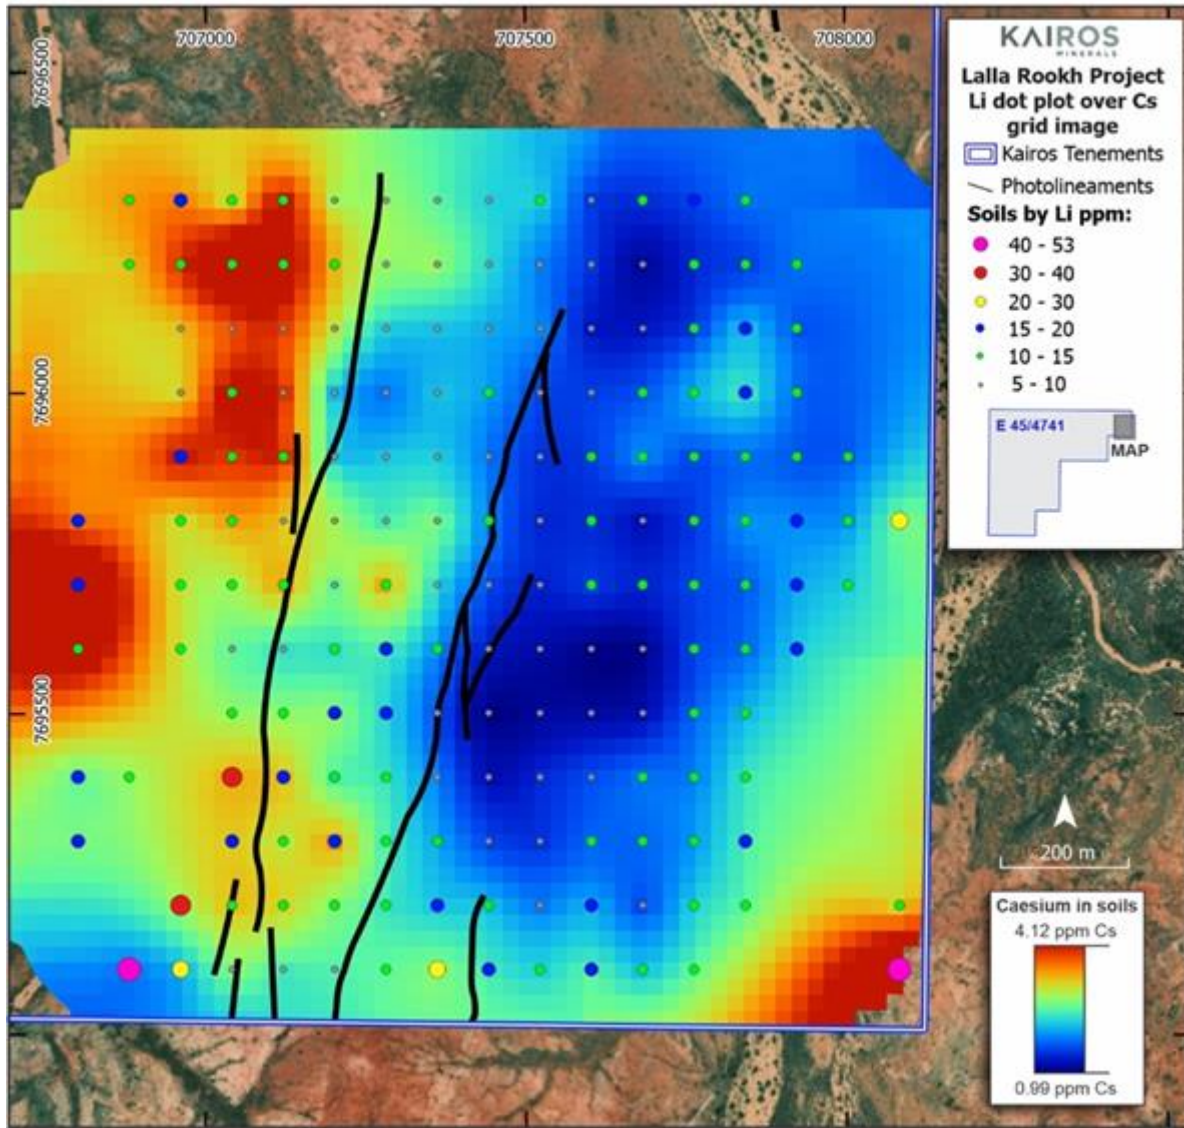 707000
707500
708000
7696500
7696000
7695500
KAIROS
MINERALS
Lalla Rookh Project
Li dot plot over Cs
grid image
Kairos Tenements
Photolineaments
Soils by Li ppm:
40 - 53
30 - 40
20 - 30
15 - 20
10 - 15
5 - 10
E 45/4741
MAP
200 m
Caesium in soils
4.12 ppm Cs
0.99 ppm Cs